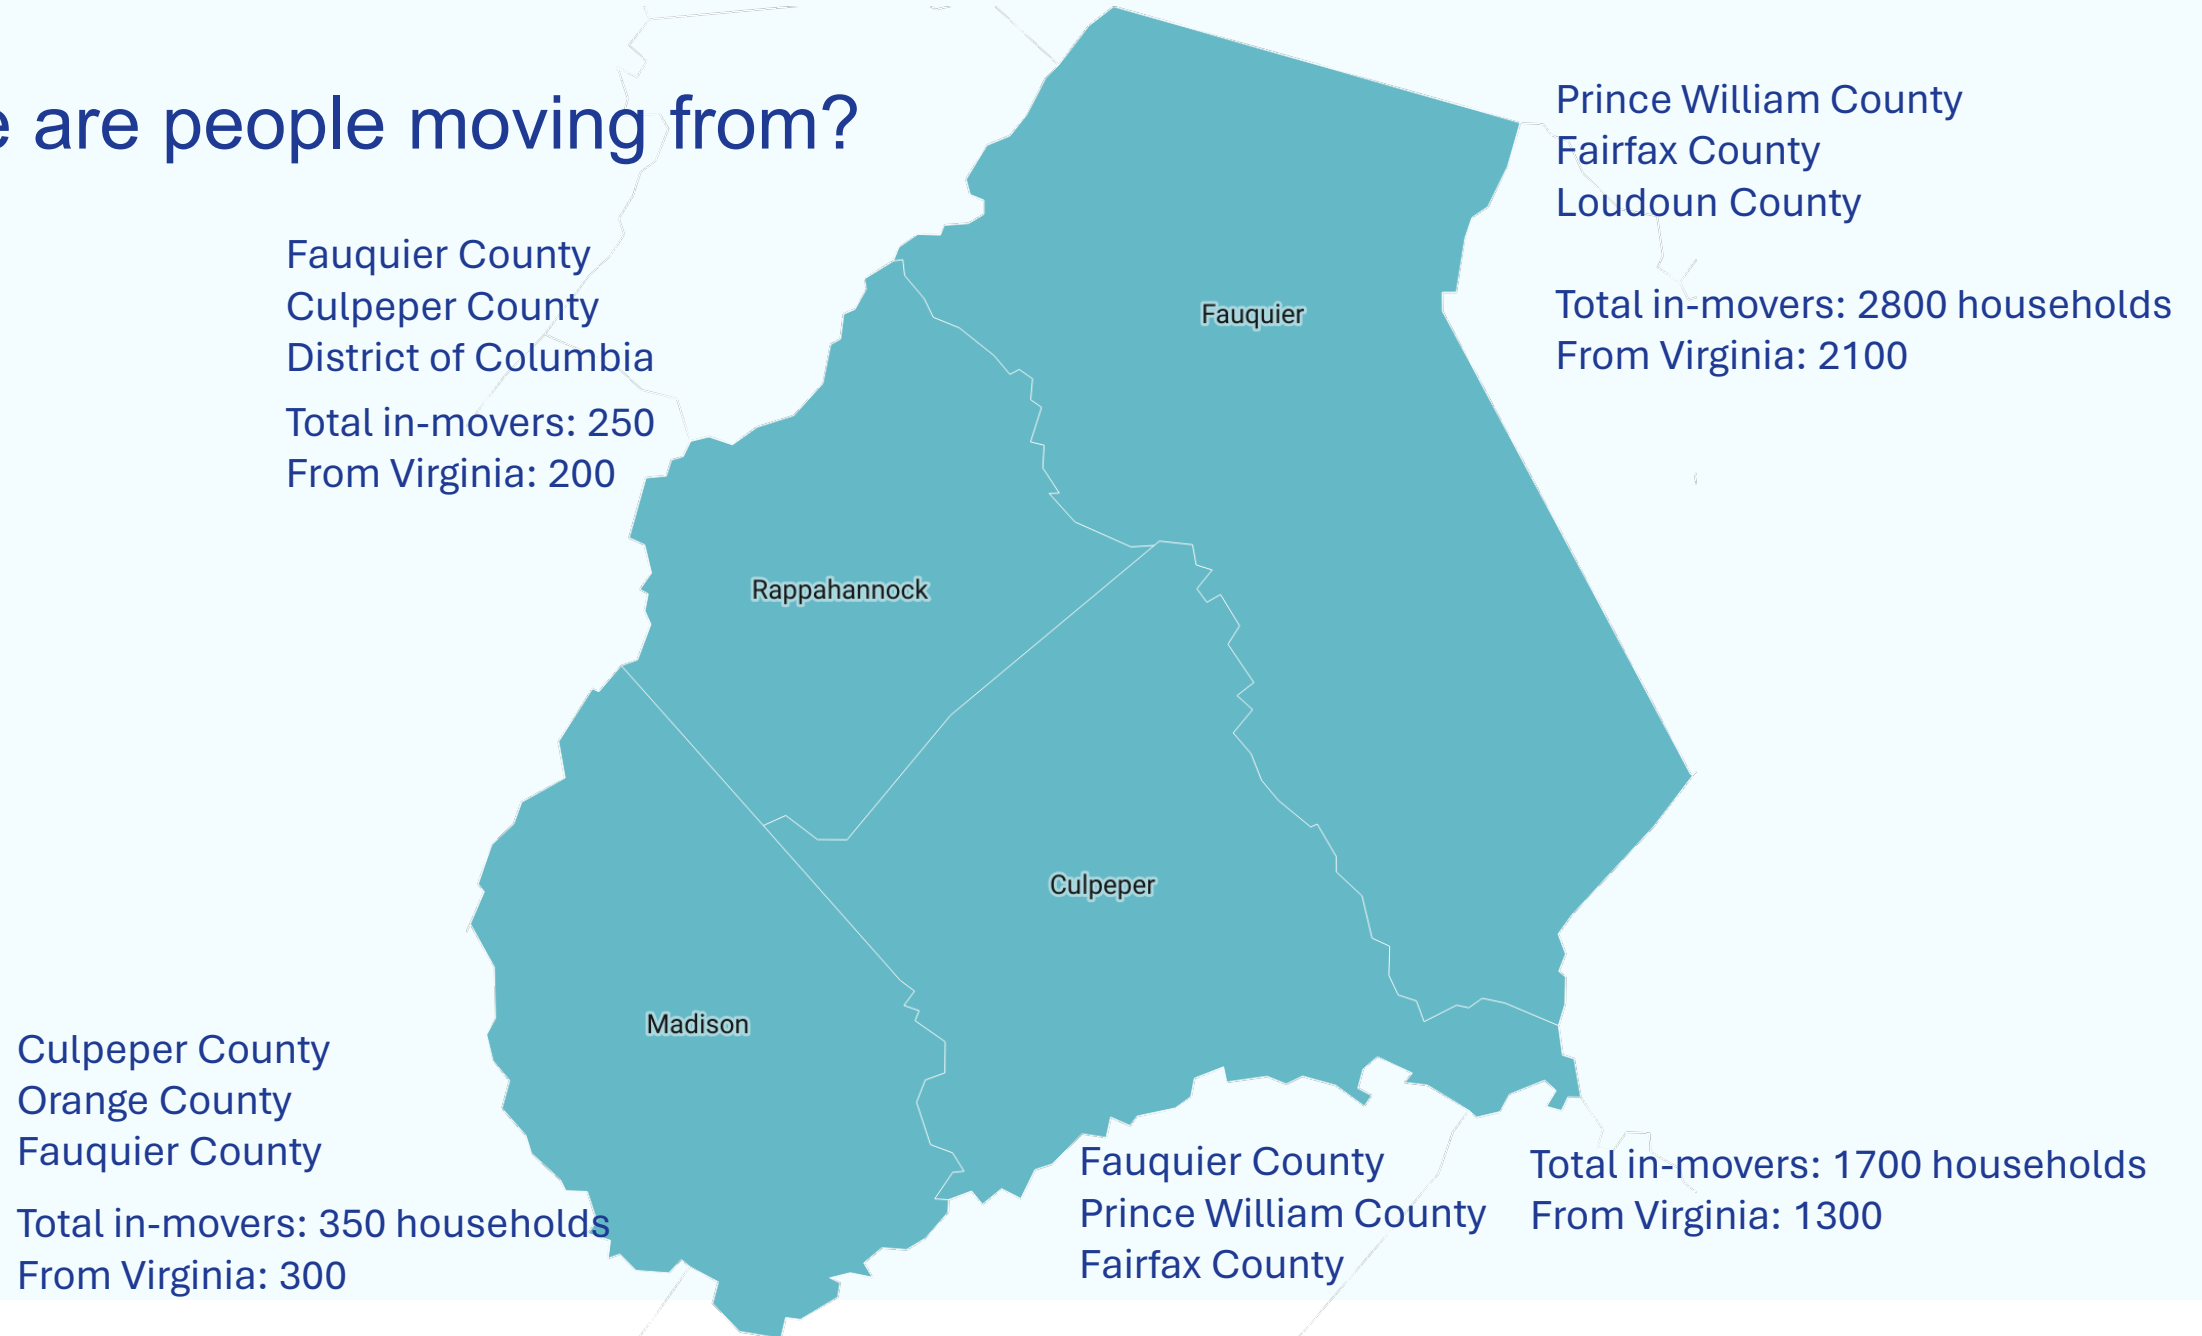 are people moving from?
Fauquier County
Culpeper County
District of Columbia
Total in-movers: 250
From Virginia: 200
Prince William County
Fairfax County
Loudoun County
Total in-movers: 2800 households
From Virginia: 2100
Fauquier
Rappahannock
Culpeper
Madison
Culpeper County
Orange County
Fauquier County
Total in-movers: 350 households
From Virginia: 300
Fauquier County
Prince William County
Fairfax County
Total in-movers: 1700 households
From Virginia: 1300